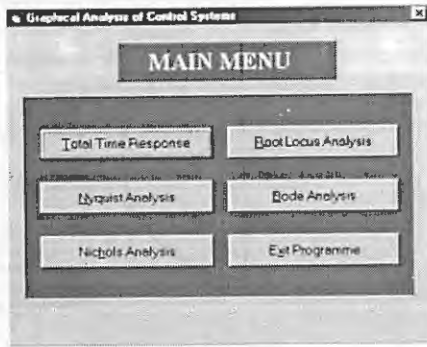 Graphical Analysis of Control Systems
MAIN MENU
Total Time Response
Root Locus Analysis
Nyquist Analysis
Bode Analysis
Nichols Analysis
Exit Programme